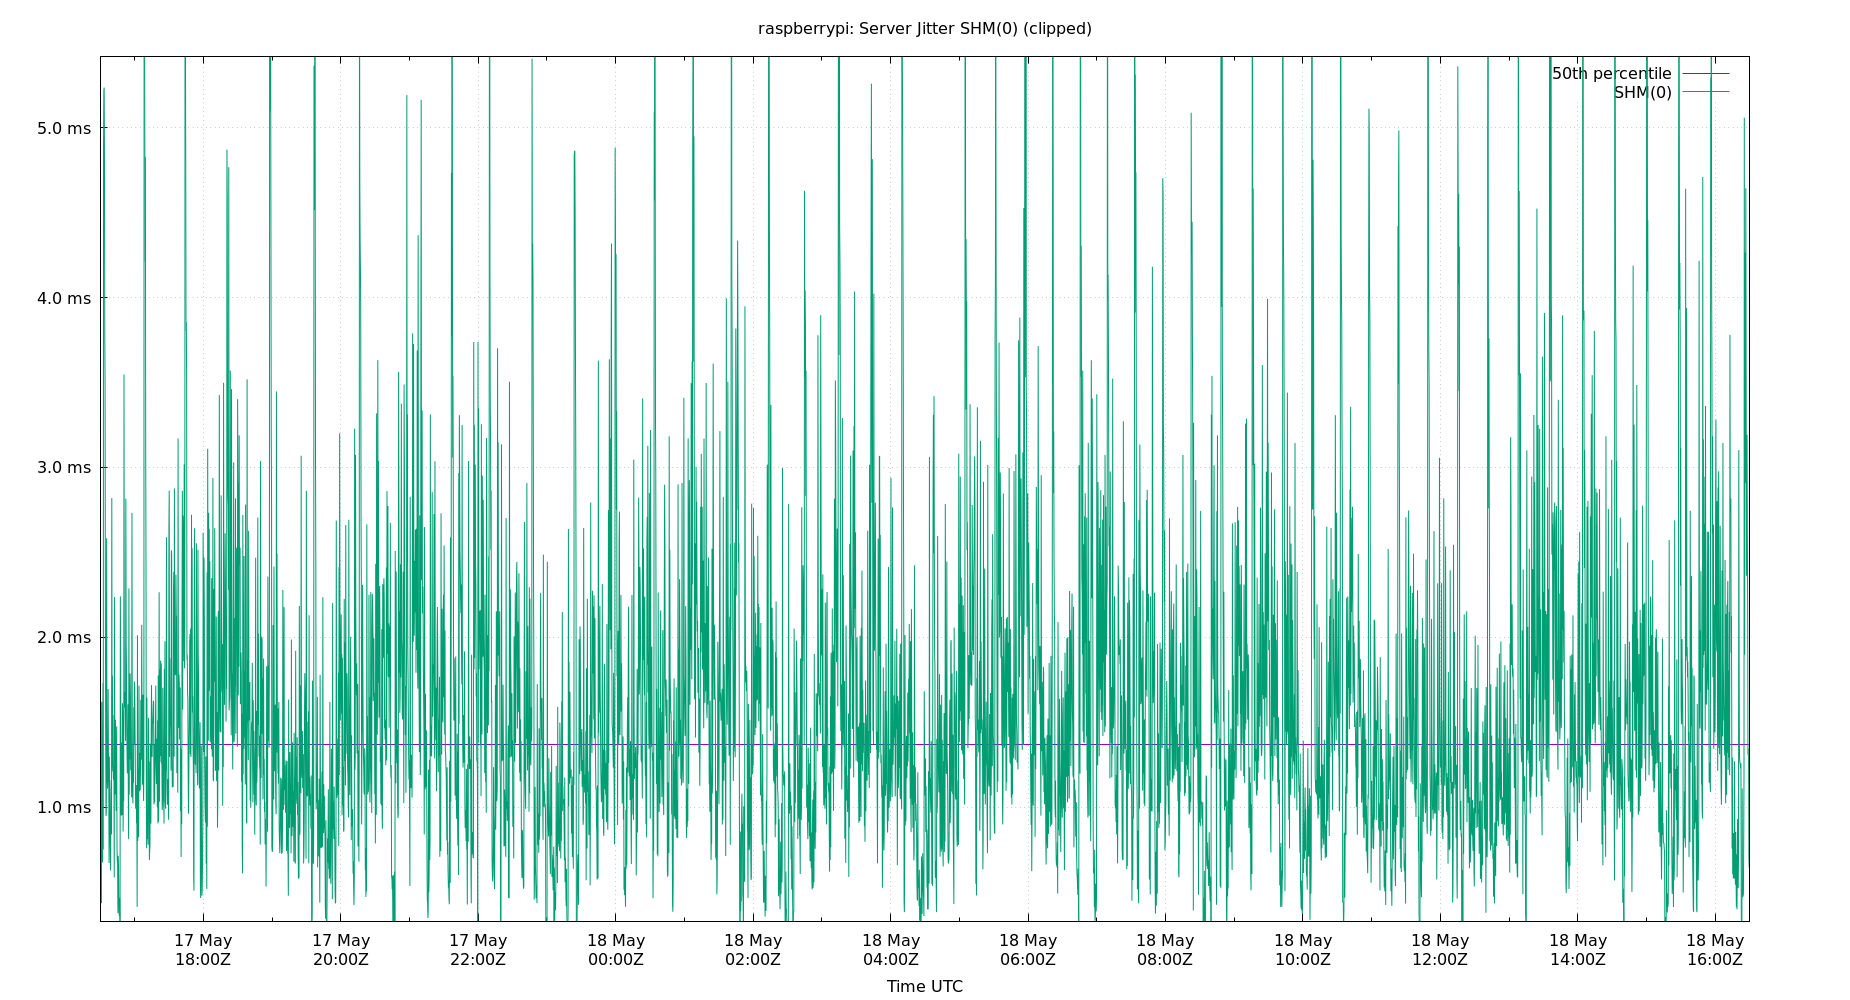 raspberrypi: Server Jitter SHM(0) (clipped)
50th percentile
SHM(0)
5.0 ms
4.0 ms
3.0 ms
2.0 ms
1.0 ms
17 May 17 May 17 May 18 May 18 May 18 May 18 May 18 May 18 May 18 May 18 May 18 May
18:00Z 20:00Z 22:00Z 00:00Z 02:00Z 04:00Z 06:00Z 08:00Z 10:00Z 12:00Z 14:00Z 16:00Z
Time UTC